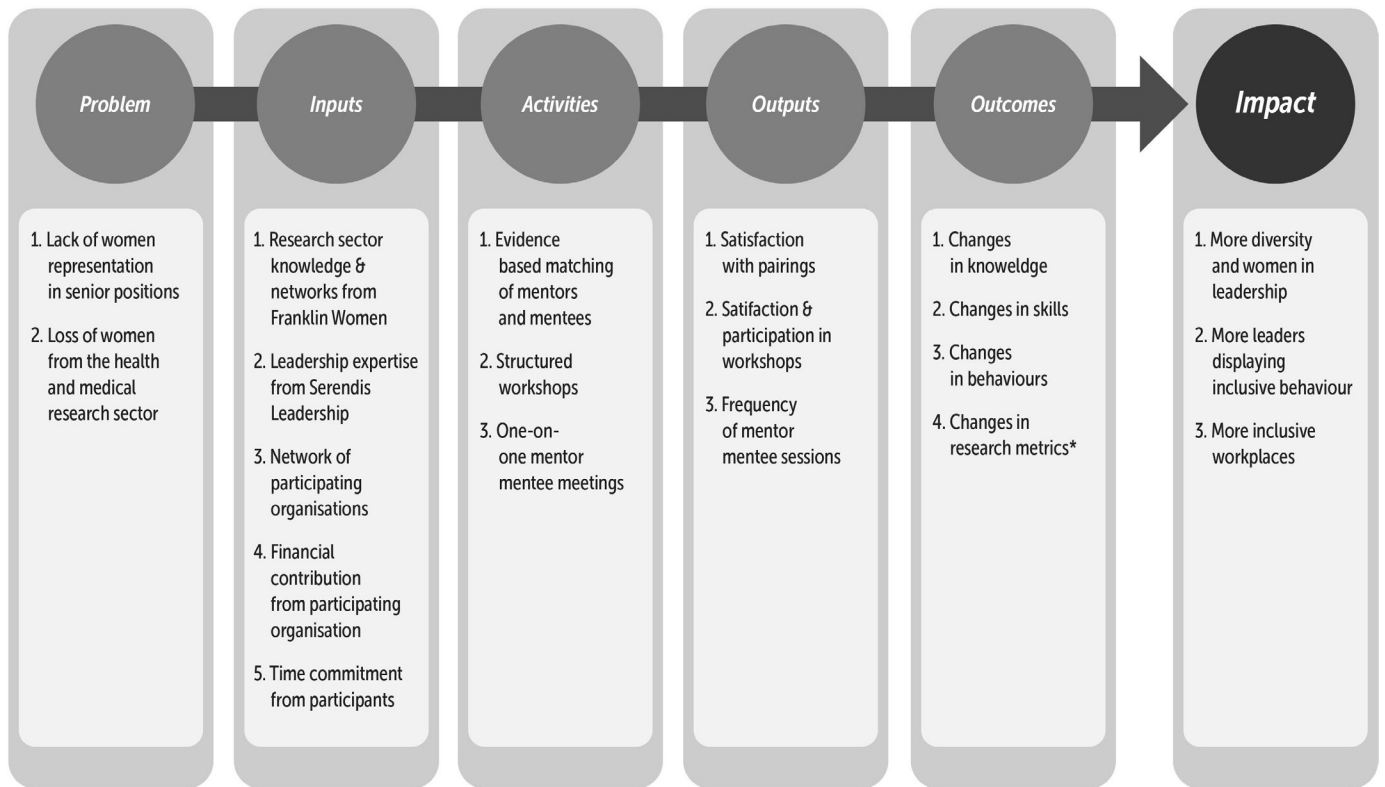 Problem
Inputs
Activities
Outputs
Outcomes
Impact
1. Lack of women
representation
in senior positions
2. Loss of women
from the health
and medical
research sector
1. Research sector
knowledge &
networks from
Franklin Women
2. Leadership expertise
from Serendis
Leadership
3. Network of
participating
organisations
4. Financial
contribution
from participating
organisation
5. Time commitment
from participants
1. Evidence
based matching
of mentors
and mentees
2. Structured
workshops
3. One-on-
one mentor
mentee meetings
1. Satisfaction
with pairings
2. Satifaction &
participation in
workshops
3. Frequency
of mentor
mentee sessions
1. Changes
in knoweldge
2. Changes in skills
3. Changes
in behaviours
4. Changes in
research metrics*
1. More diversity
and women in
leadership
2. More leaders
displaying
inclusive behaviour
3. More inclusive
workplaces